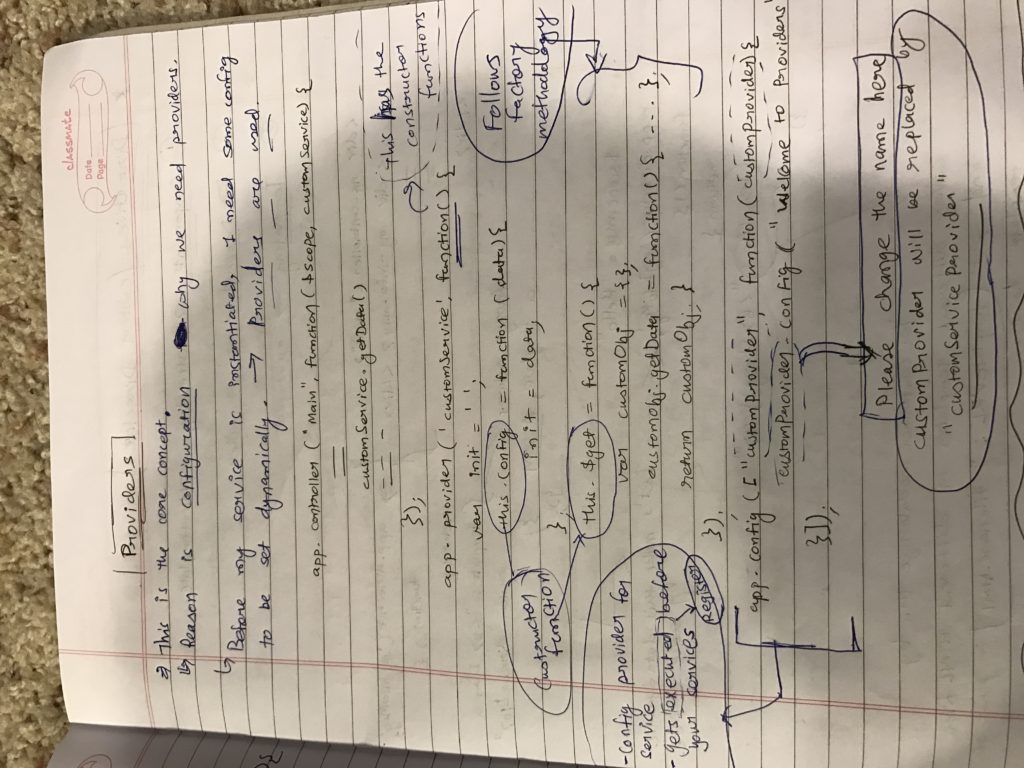 classmate
Date
Page
Providers
⇒ This is the core concept.
↳ Reason is configuration why we need providers.
↳ Before my service is instantiated, I need some config
to be set dynamically. → Providers are used
app.controller("Main", function($scope, customService) {
customService.getData()
});
this has the
constructor
functions
app.provider('customService', function() {
var init = '';
this.config = function(data) {
init = data;
}
Constructor
function
Follows
factory
methodology
this.$get = function() {
var customObj = {};
customObj.getData = function() { .... };
return customObj; }
});
- Config provider for
service
- gets executed before
your services
Register
app.config(["customProvider", function(customProvider) {
customProvider.config("Welcome to Providers"
}]);
Please change the name here
customProvider will be replaced by
"customServiceProvider"